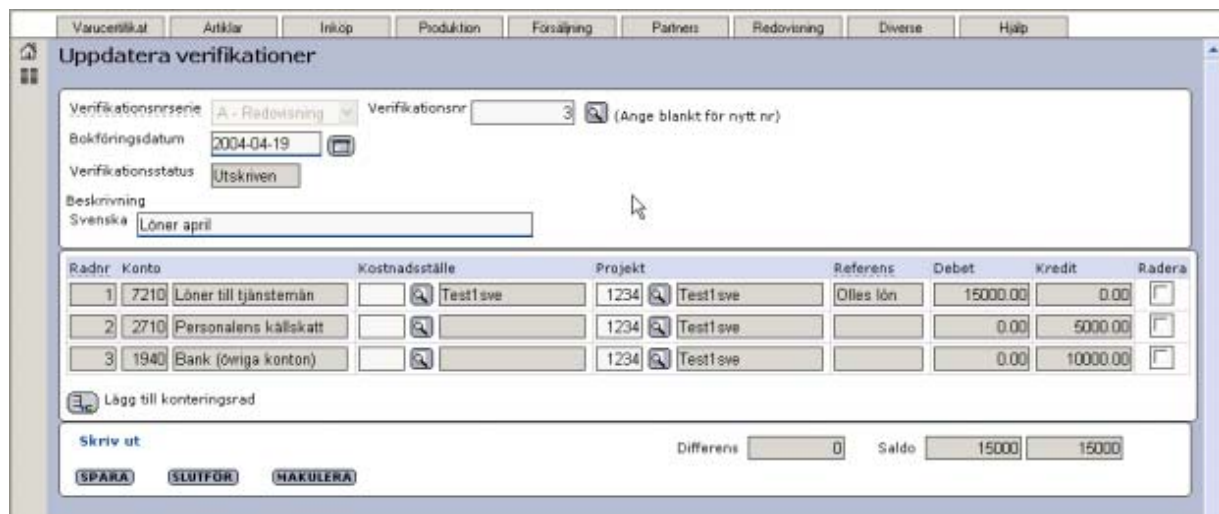 Varucertifikat Artiklar Inköp Produktion Försäljning Partners Redovisning Diverse Hjälp
Uppdatera verifikationer
Verifikationsnrserie A - Redovisning Verifikationsnr 3 (Ange blankt för nytt nr)
Bokföringsdatum 2004-04-19
Verifikationsstatus Utskriven
Beskrivning
Svenska Löner april
Radnr Konto Kostnadsställe Projekt Referens Debet Kredit Radera
1 7210 Löner till tjänstemän Test1sve 1234 Test1sve Olles lön 15000.00 0.00
2 2710 Personalens källskatt 1234 Test1sve 0.00 5000.00
3 1940 Bank (övriga konton) 1234 Test1sve 0.00 10000.00
Lägg till konteringsrad
Skriv ut Differens 0 Saldo 15000 15000
SPARA SLUTFÖR MAKULERA